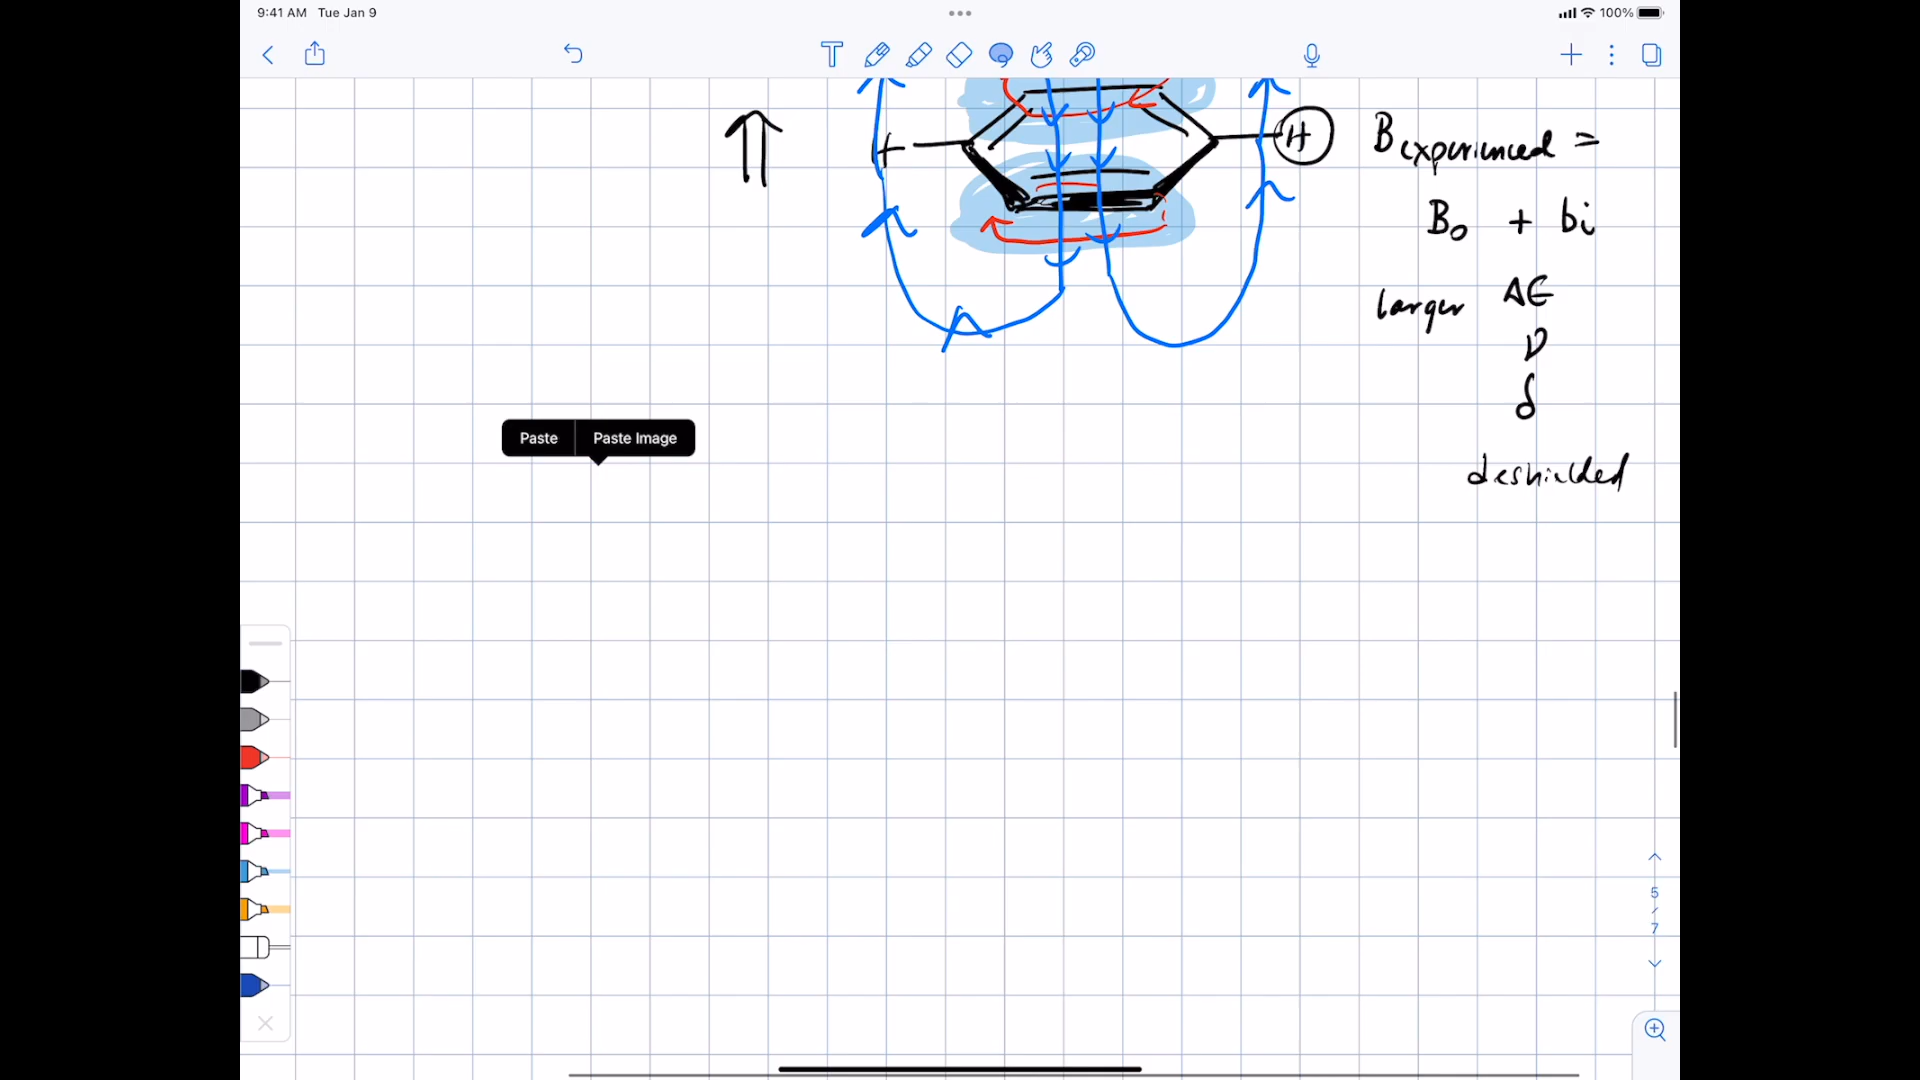 9:41 AM Tue Jan 9
100%
T
H
H
B experienced =
B₀ + bi
larger ΔE
ν
δ
deshielded
Paste Paste Image
5
/
7